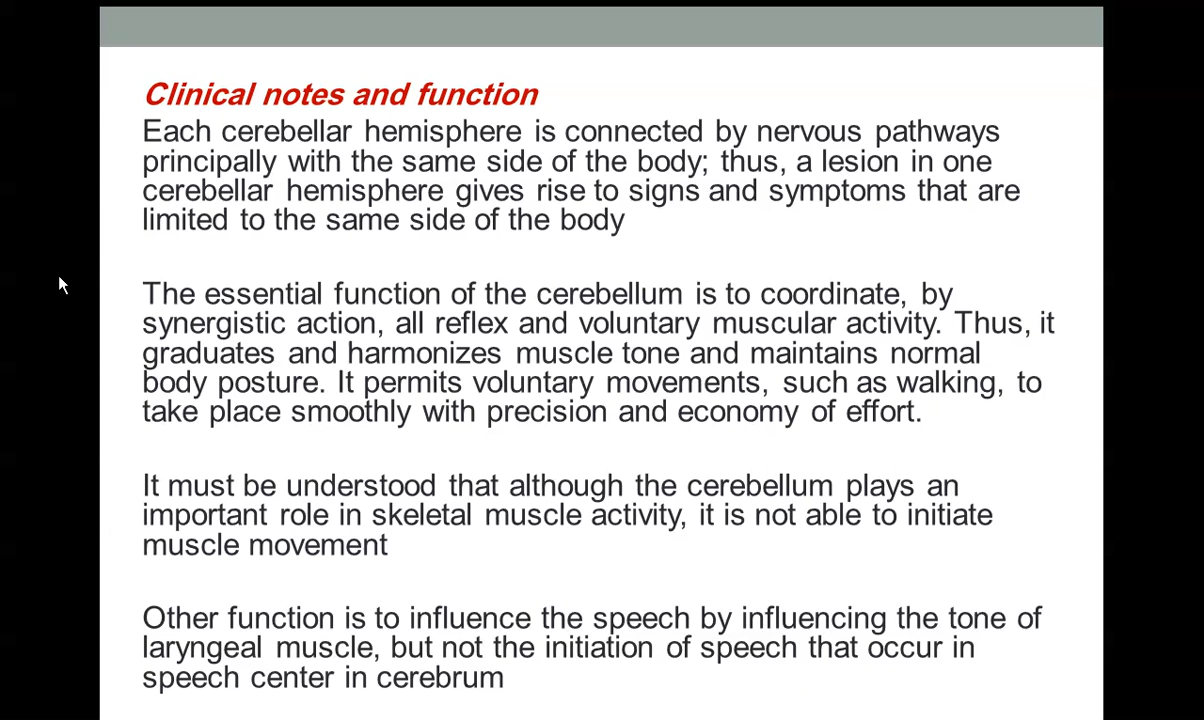 Clinical notes and function
Each cerebellar hemisphere is connected by nervous pathways
principally with the same side of the body; thus, a lesion in one
cerebellar hemisphere gives rise to signs and symptoms that are
limited to the same side of the body
The essential function of the cerebellum is to coordinate, by
synergistic action, all reflex and voluntary muscular activity. Thus, it
graduates and harmonizes muscle tone and maintains normal
body posture. It permits voluntary movements, such as walking, to
take place smoothly with precision and economy of effort.
It must be understood that although the cerebellum plays an
important role in skeletal muscle activity, it is not able to initiate
muscle movement
Other function is to influence the speech by influencing the tone of
laryngeal muscle, but not the initiation of speech that occur in
speech center in cerebrum